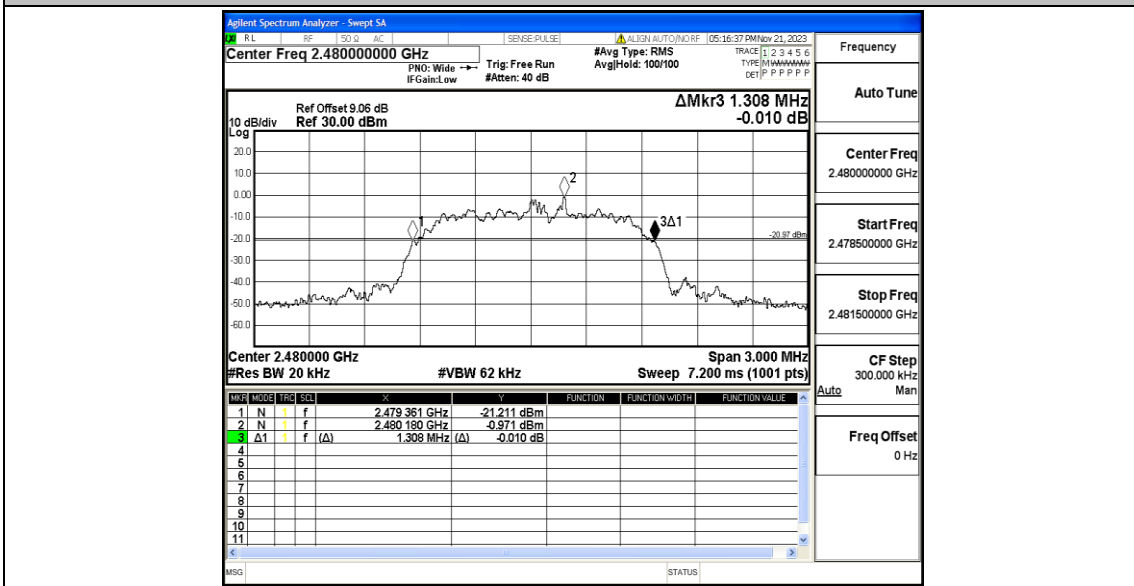 Agilent Spectrum Analyzer - Swept SA
RL RF 50 Ω AC SENSE:PULSE ALIGN AUTO/NO RF 05:16:37 PM Nov 21, 2023
Center Freq 2.480000000 GHz
PNO: Wide
IFGain:Low
Trig: Free Run
#Atten: 40 dB
#Avg Type: RMS
Avg|Hold: 100/100
TRACE 1 2 3 4 5 6
TYPE M
DET P P P P P P
ΔMkr3 1.308 MHz
-0.010 dB
Ref Offset 9.06 dB
10 dB/div Ref 30.00 dBm
Log
20.0
10.0
0.00
-10.0
-20.0
-30.0
-40.0
-50.0
-60.0
1
2
3Δ1
-20.97 dBm
Center 2.480000 GHz Span 3.000 MHz
#Res BW 20 kHz #VBW 62 kHz Sweep 7.200 ms (1001 pts)
MKR MODE TRC SCL X Y FUNCTION FUNCTION WIDTH FUNCTION VALUE
1 N 1 f 2.479 361 GHz -21.211 dBm
2 N 1 f 2.480 180 GHz -0.971 dBm
3 Δ1 1 f (Δ) 1.308 MHz (Δ) -0.010 dB
4
5
6
7
8
9
10
11
MSG STATUS
Frequency
Auto Tune
Center Freq
2.480000000 GHz
Start Freq
2.478500000 GHz
Stop Freq
2.481500000 GHz
CF Step
300.000 kHz
Auto Man
Freq Offset
0 Hz